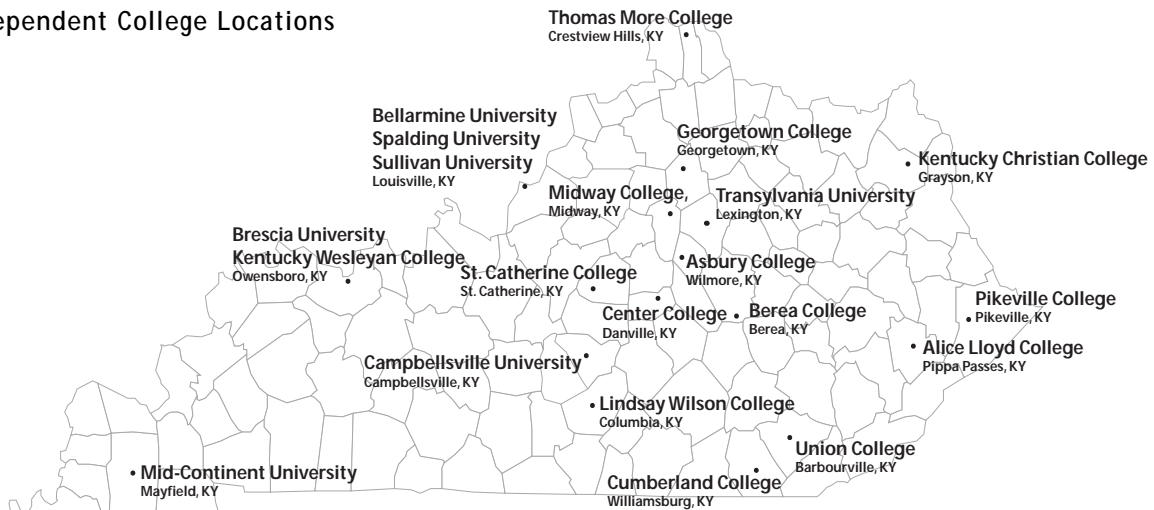 ependent College Locations
Thomas More College
Crestview Hills, KY
Bellarmine University
Spalding University
Sullivan University
Louisville, KY
Georgetown College
Georgetown, KY
Kentucky Christian College
Grayson, KY
Midway College,
Midway, KY
Transylvania University
Lexington, KY
Brescia University
Kentucky Wesleyan College
Owensboro, KY
St. Catherine College
St. Catherine, KY
Asbury College
Wilmore, KY
Center College
Danville, KY
Berea College
Berea, KY
Pikeville College
Pikeville, KY
Alice Lloyd College
Pippa Passes, KY
Campbellsville University
Campbellsville, KY
Lindsay Wilson College
Columbia, KY
Union College
Barbourville, KY
Mid-Continent University
Mayfield, KY
Cumberland College
Williamsburg, KY